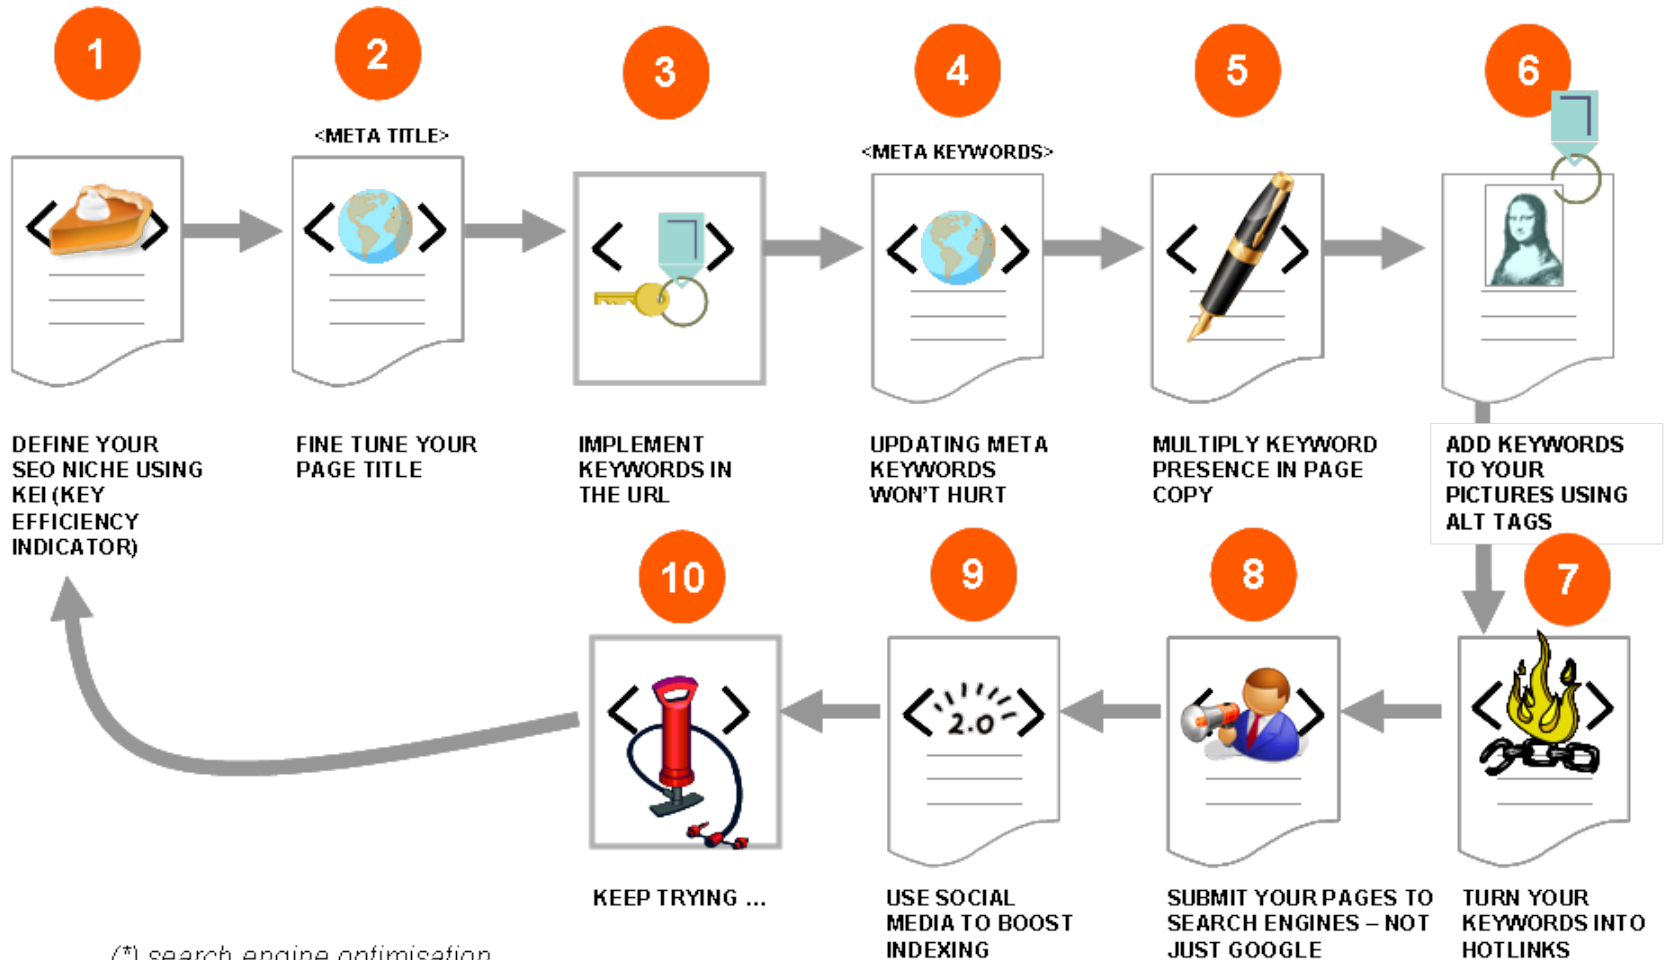 1
2
3
4
5
6
<META TITLE>
<META KEYWORDS>
DEFINE YOUR
SEO NICHE USING
KEI (KEY
EFFICIENCY
INDICATOR)
FINE TUNE YOUR
PAGE TITLE
IMPLEMENT
KEYWORDS IN
THE URL
UPDATING META
KEYWORDS
WON'T HURT
MULTIPLY KEYWORD
PRESENCE IN PAGE
COPY
ADD KEYWORDS
TO YOUR
PICTURES USING
ALT TAGS
7
8
9
10
2.0
TURN YOUR
KEYWORDS INTO
HOTLINKS
SUBMIT YOUR PAGES TO
SEARCH ENGINES – NOT
JUST GOOGLE
USE SOCIAL
MEDIA TO BOOST
INDEXING
KEEP TRYING ...
(*) search engine optimisation